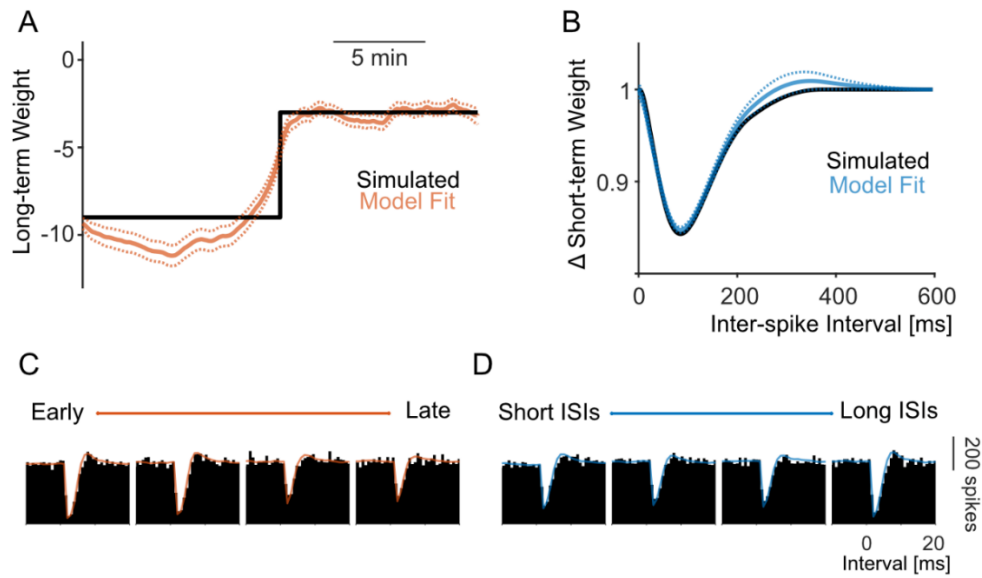 A
B
5 min
0
-5
-10
Long-term Weight
Simulated
Model Fit
Δ Short-term Weight
1
0.9
Simulated
Model Fit
0 200 400 600
Inter-spike Interval [ms]
C
D
Early Late
Short ISIs Long ISIs
200 spikes
0 20
Interval [ms]